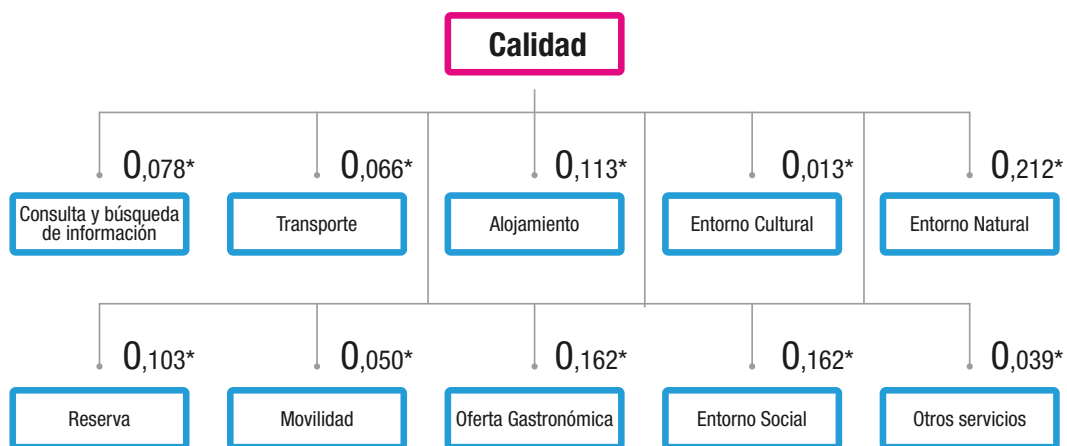 Calidad
0,078*
0,066*
0,113*
0,013*
0,212*
Consulta y búsqueda
de información
Transporte
Alojamiento
Entorno Cultural
Entorno Natural
0,103*
0,050*
0,162*
0,162*
0,039*
Reserva
Movilidad
Oferta Gastronómica
Entorno Social
Otros servicios